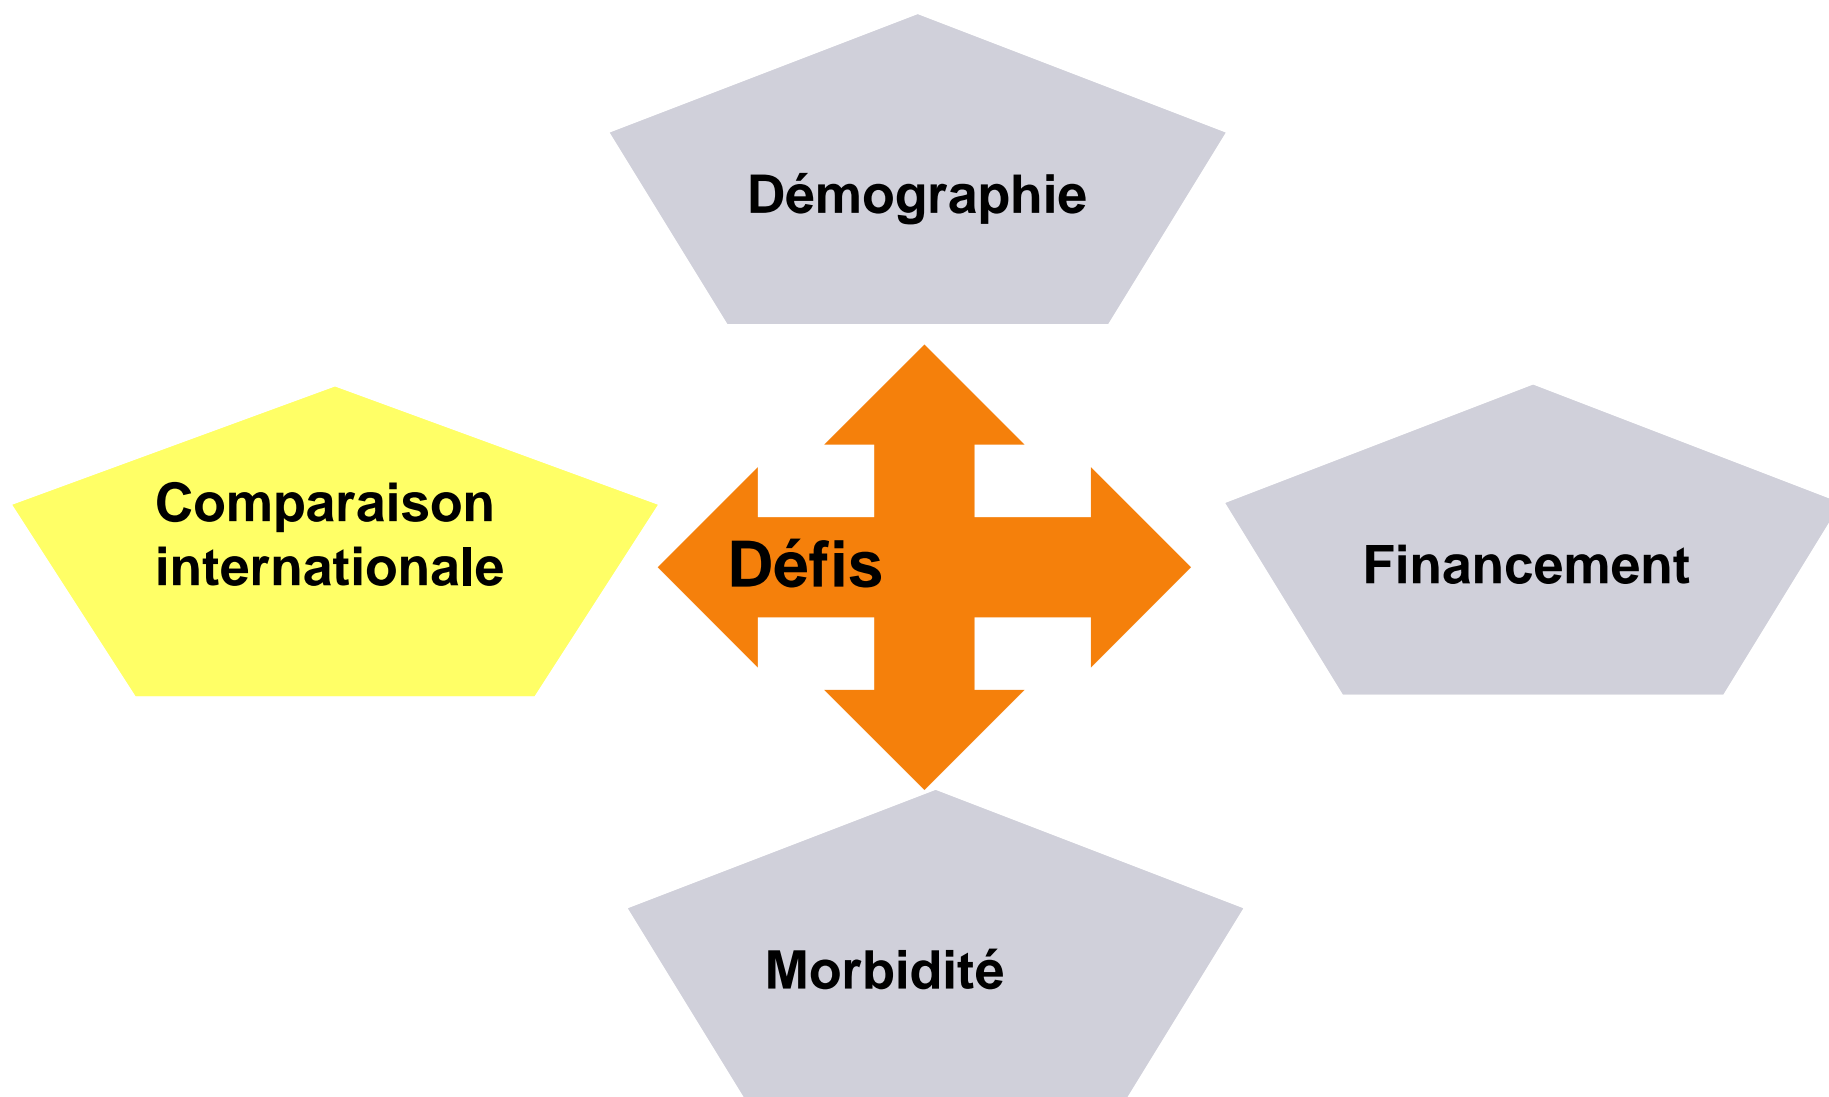 Démographie
Comparaison
internationale
Défis
Financement
Morbidité